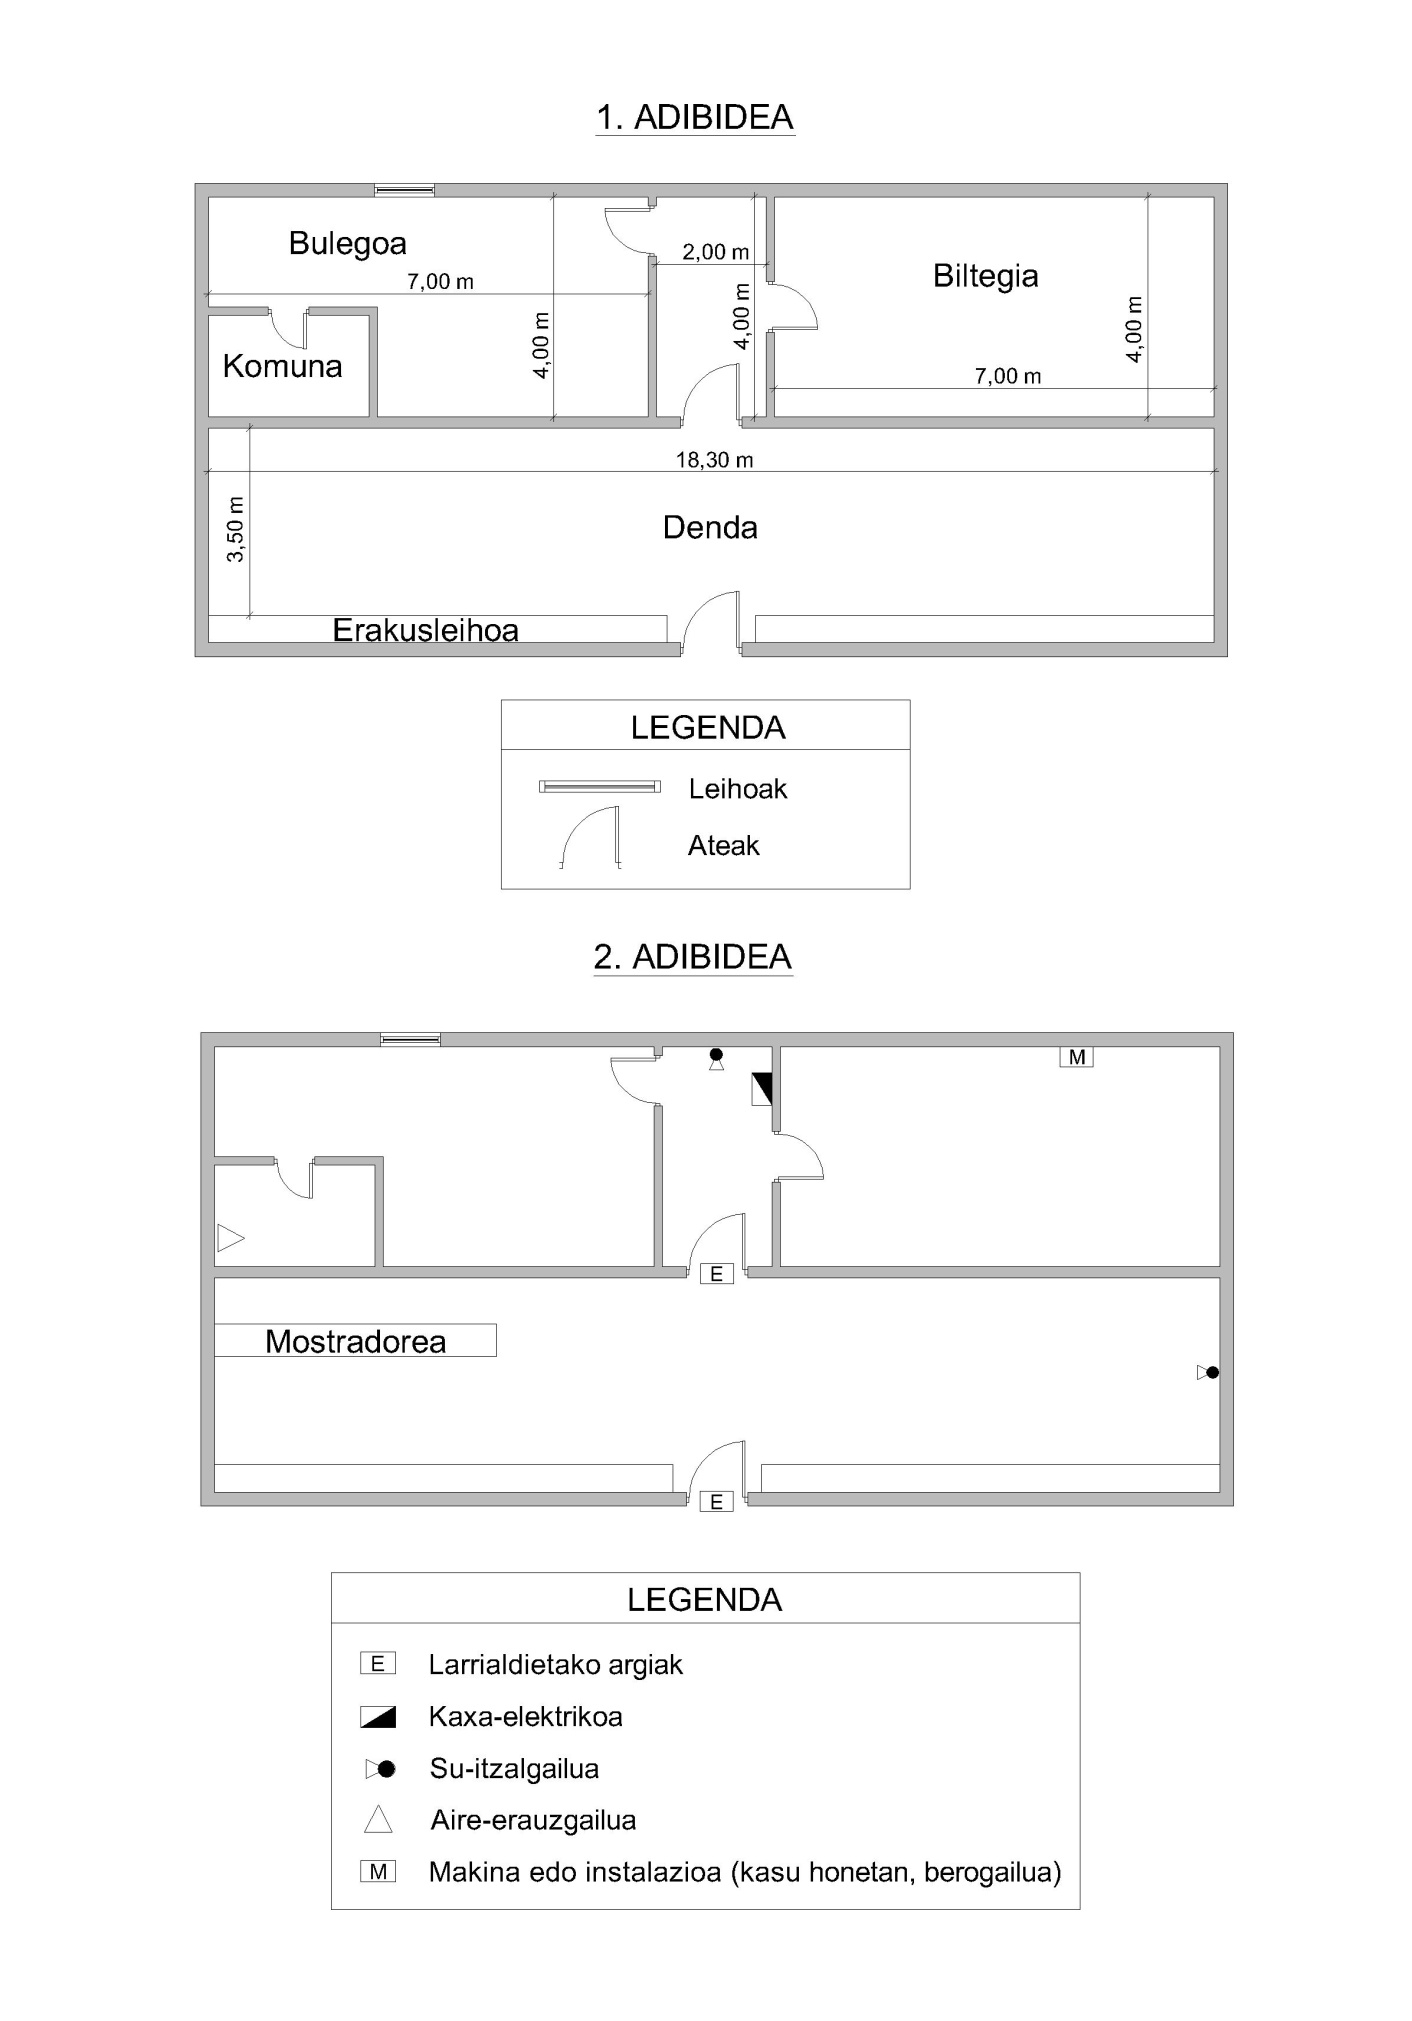 1. ADIBIDEA
Bulegoa
2,00 m
Biltegia
7,00 m
4,00 m
4,00 m
4,00 m
Komuna
7,00 m
18,30 m
3,50 m
Denda
Erakusleihoa
LEGENDA
Leihoak
Ateak
2. ADIBIDEA
M
E
Mostradorea
E
LEGENDA
E Larrialdietako argiak
Kaxa-elektrikoa
Su-itzalgailua
Aire-erauzgailua
M Makina edo instalazioa (kasu honetan, berogailua)